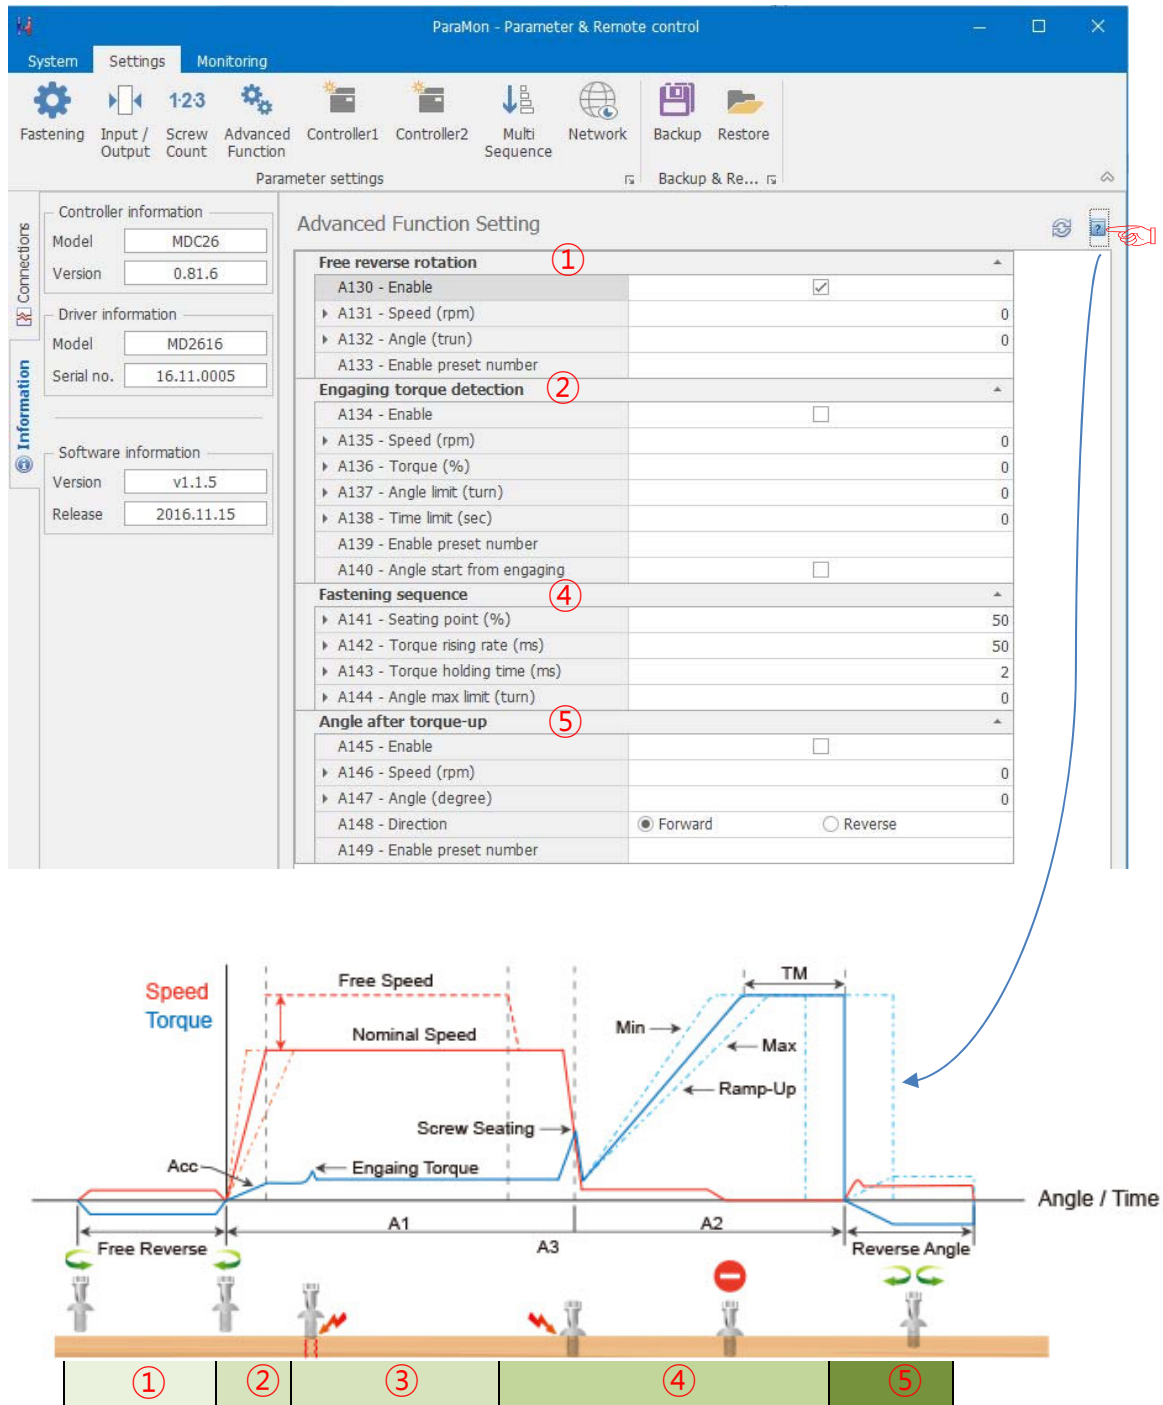 ParaMon - Parameter & Remote control
System Settings Monitoring
1·2·3
Fastening Input / Output Screw Count Advanced Function Controller1 Controller2 Multi Sequence Network Backup Restore
Parameter settings Backup & Re...
Connections
Information
Controller information
Model MDC26
Version 0.81.6
Driver information
Model MD2616
Serial no. 16.11.0005
Software information
Version v1.1.5
Release 2016.11.15
Advanced Function Setting
?
Free reverse rotation ①
A130 - Enable
A131 - Speed (rpm) 0
A132 - Angle (trun) 0
A133 - Enable preset number
Engaging torque detection ②
A134 - Enable
A135 - Speed (rpm) 0
A136 - Torque (%) 0
A137 - Angle limit (turn) 0
A138 - Time limit (sec) 0
A139 - Enable preset number
A140 - Angle start from engaging
Fastening sequence ④
A141 - Seating point (%) 50
A142 - Torque rising rate (ms) 50
A143 - Torque holding time (ms) 2
A144 - Angle max limit (turn) 0
Angle after torque-up ⑤
A145 - Enable
A146 - Speed (rpm) 0
A147 - Angle (degree) 0
A148 - Direction Forward Reverse
A149 - Enable preset number
Speed
Torque
Free Speed
TM
Nominal Speed
Min
Max
Ramp-Up
Screw Seating
Acc
Engaing Torque
Angle / Time
A1
A2
Free Reverse
A3
Reverse Angle
① ② ③ ④ ⑤